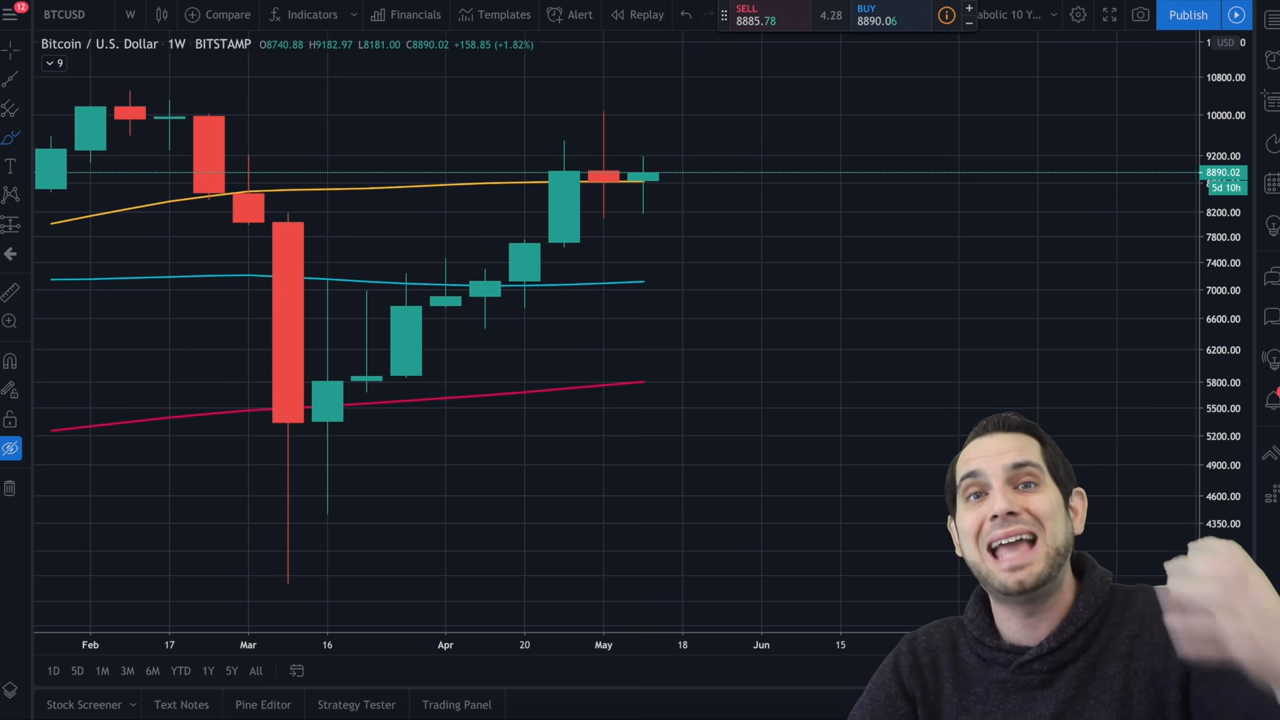 12
BTCUSD W Compare Indicators Financials Templates Alert Replay
SELL
8885.78
4.28
BUY
8890.06
abolic 10 Y...
Publish
Bitcoin / U.S. Dollar 1W BITSTAMP O8740.88 H9182.97 L8181.00 C8890.02 +158.85 (+1.82%)
9
USD
10800.00
10000.00
9200.00
8890.02
5d 10h
8200.00
7800.00
7400.00
7000.00
6600.00
6200.00
5800.00
5500.00
5200.00
4900.00
4600.00
4350.00
Feb 17 Mar 16 Apr 20 May 18 Jun 15
1D 5D 1M 3M 6M YTD 1Y 5Y All
Stock Screener Text Notes Pine Editor Strategy Tester Trading Panel